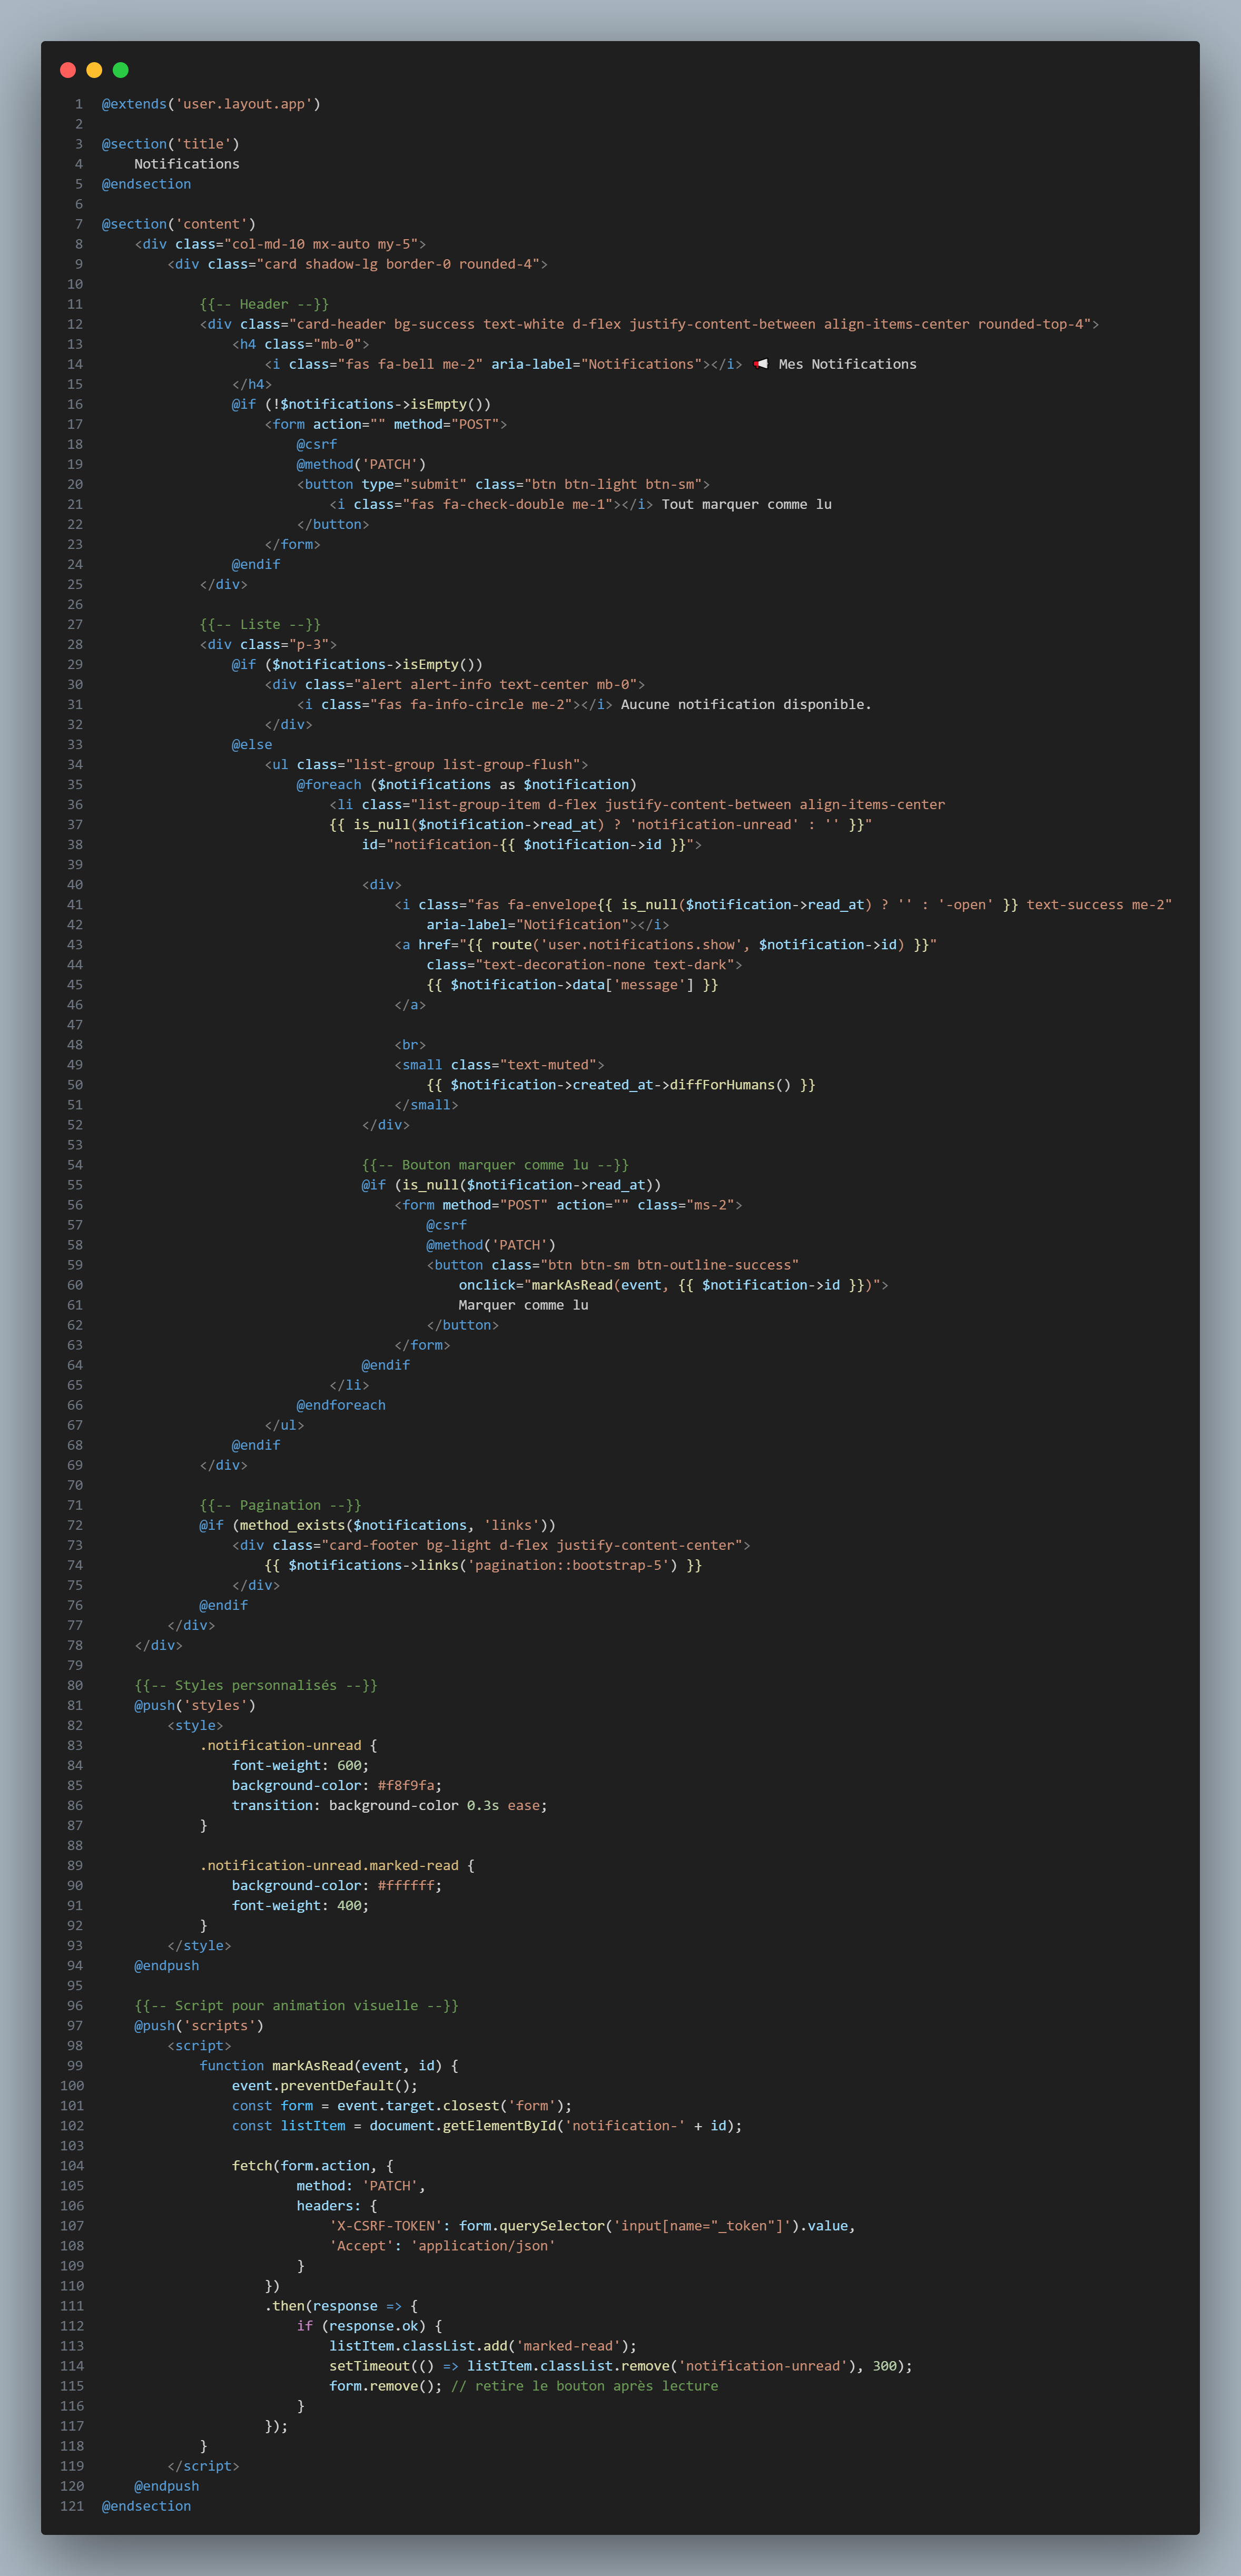 1 @extends('user.layout.app')
2
3 @section('title')
4     Notifications
5 @endsection
6
7 @section('content')
8     <div class="col-md-10 mx-auto my-5">
9         <div class="card shadow-lg border-0 rounded-4">
10
11             {{-- Header --}}
12             <div class="card-header bg-success text-white d-flex justify-content-between align-items-center rounded-top-4">
13                 <h4 class="mb-0">
14                     <i class="fas fa-bell me-2" aria-label="Notifications"></i> 📢 Mes Notifications
15                 </h4>
16                 @if (!$notifications->isEmpty())
17                     <form action="" method="POST">
18                         @csrf
19                         @method('PATCH')
20                         <button type="submit" class="btn btn-light btn-sm">
21                             <i class="fas fa-check-double me-1"></i> Tout marquer comme lu
22                         </button>
23                     </form>
24                 @endif
25             </div>
26
27             {{-- Liste --}}
28             <div class="p-3">
29                 @if ($notifications->isEmpty())
30                     <div class="alert alert-info text-center mb-0">
31                         <i class="fas fa-info-circle me-2"></i> Aucune notification disponible.
32                     </div>
33                 @else
34                     <ul class="list-group list-group-flush">
35                         @foreach ($notifications as $notification)
36                             <li class="list-group-item d-flex justify-content-between align-items-center
37                             {{ is_null($notification->read_at) ? 'notification-unread' : '' }}"
38                                 id="notification-{{ $notification->id }}">
39
40                                 <div>
41                                     <i class="fas fa-envelope{{ is_null($notification->read_at) ? '' : '-open' }} text-success me-2"
42                                         aria-label="Notification"></i>
43                                     <a href="{{ route('user.notifications.show', $notification->id) }}"
44                                         class="text-decoration-none text-dark">
45                                         {{ $notification->data['message'] }}
46                                     </a>
47
48                                     <br>
49                                     <small class="text-muted">
50                                         {{ $notification->created_at->diffForHumans() }}
51                                     </small>
52                                 </div>
53
54                                 {{-- Bouton marquer comme lu --}}
55                                 @if (is_null($notification->read_at))
56                                     <form method="POST" action="" class="ms-2">
57                                         @csrf
58                                         @method('PATCH')
59                                         <button class="btn btn-sm btn-outline-success"
60                                             onclick="markAsRead(event, {{ $notification->id }})">
61                                             Marquer comme lu
62                                         </button>
63                                     </form>
64                                 @endif
65                             </li>
66                         @endforeach
67                     </ul>
68                 @endif
69             </div>
70
71             {{-- Pagination --}}
72             @if (method_exists($notifications, 'links'))
73                 <div class="card-footer bg-light d-flex justify-content-center">
74                     {{ $notifications->links('pagination::bootstrap-5') }}
75                 </div>
76             @endif
77         </div>
78     </div>
79
80     {{-- Styles personnalisés --}}
81     @push('styles')
82         <style>
83             .notification-unread {
84                 font-weight: 600;
85                 background-color: #f8f9fa;
86                 transition: background-color 0.3s ease;
87             }
88
89             .notification-unread.marked-read {
90                 background-color: #ffffff;
91                 font-weight: 400;
92             }
93         </style>
94     @endpush
95
96     {{-- Script pour animation visuelle --}}
97     @push('scripts')
98         <script>
99             function markAsRead(event, id) {
100                 event.preventDefault();
101                 const form = event.target.closest('form');
102                 const listItem = document.getElementById('notification-' + id);
103
104                 fetch(form.action, {
105                         method: 'PATCH',
106                         headers: {
107                             'X-CSRF-TOKEN': form.querySelector('input[name="_token"]').value,
108                             'Accept': 'application/json'
109                         }
110                     })
111                     .then(response => {
112                         if (response.ok) {
113                             listItem.classList.add('marked-read');
114                             setTimeout(() => listItem.classList.remove('notification-unread'), 300);
115                             form.remove(); // retire le bouton après lecture
116                         }
117                     });
118             }
119         </script>
120     @endpush
121 @endsection